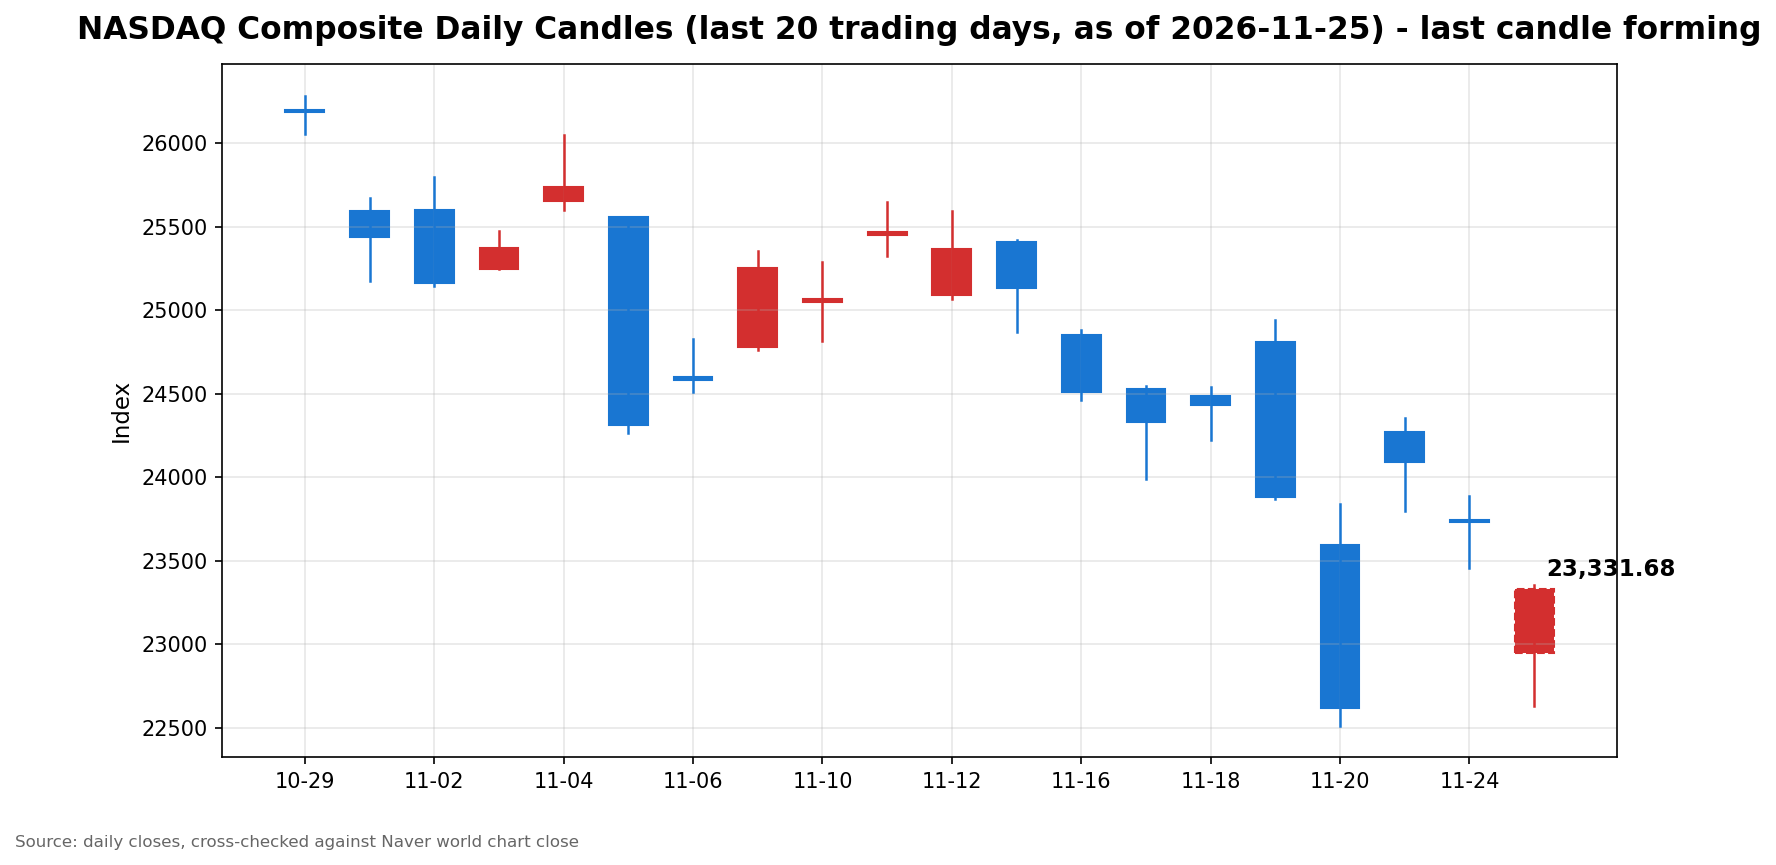 NASDAQ Composite Daily Candles (last 20 trading days, as of 2026-11-25) - last candle forming
26000
25500
25000
24500
24000
23500
23000
22500
Index
23,331.68
10-29 11-02 11-04 11-06 11-10 11-12 11-16 11-18 11-20 11-24
Source: daily closes, cross-checked against Naver world chart close